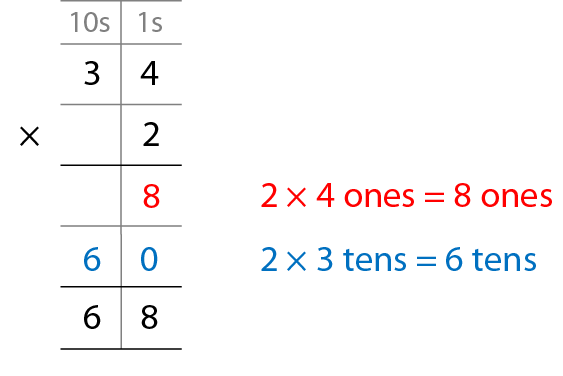 10s 1s
3 4
× 2
8 2 × 4 ones = 8 ones
6 0 2 × 3 tens = 6 tens
6 8